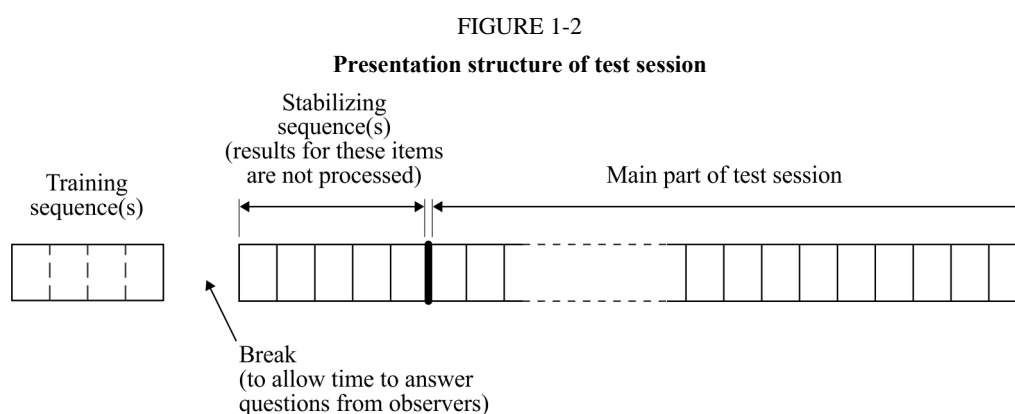 FIGURE 1-2
Presentation structure of test session
Stabilizing
sequence(s)
(results for these items
are not processed)
Training
sequence(s)
Main part of test session
Break
(to allow time to answer
questions from observers)